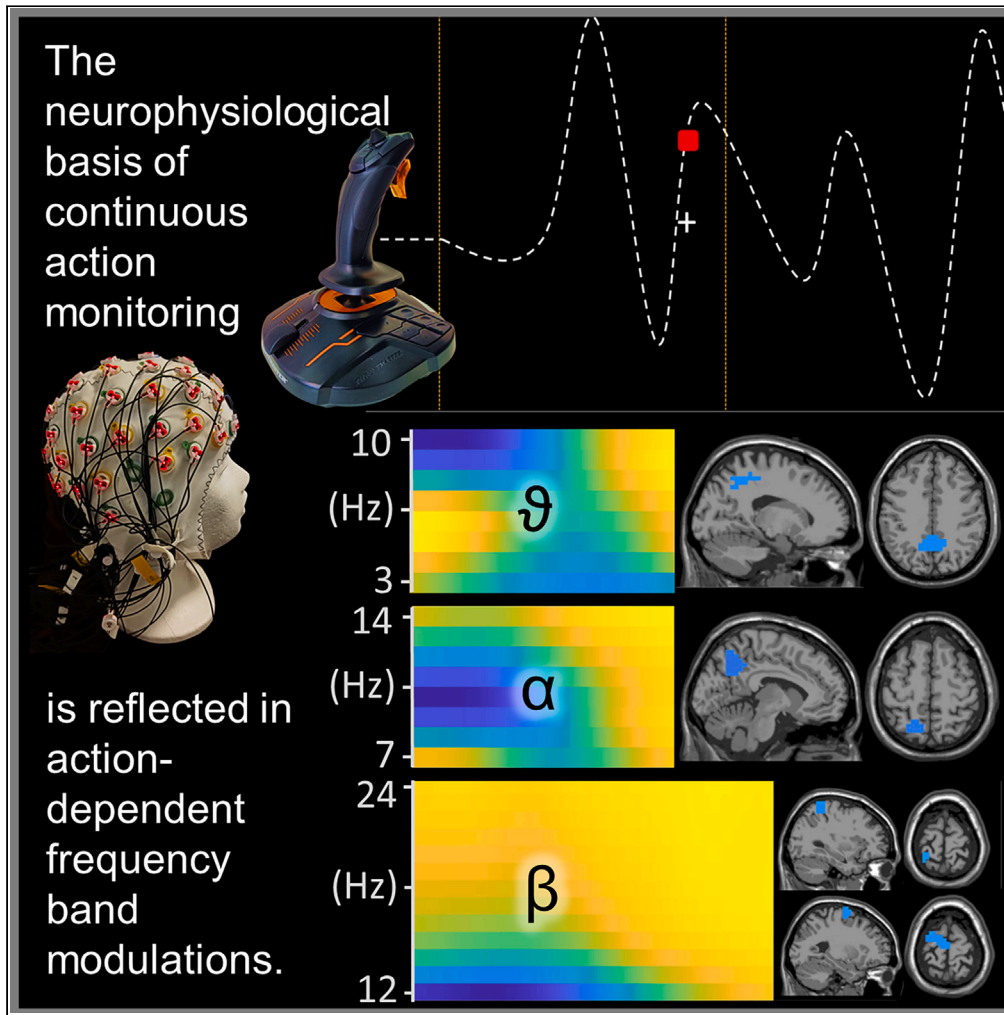 The
neurophysiological
basis of
continuous
action
monitoring
+
10
(Hz)
ϑ
3
14
(Hz)
α
7
24
(Hz)
β
12
is reflected in
action-
dependent
frequency
band
modulations.